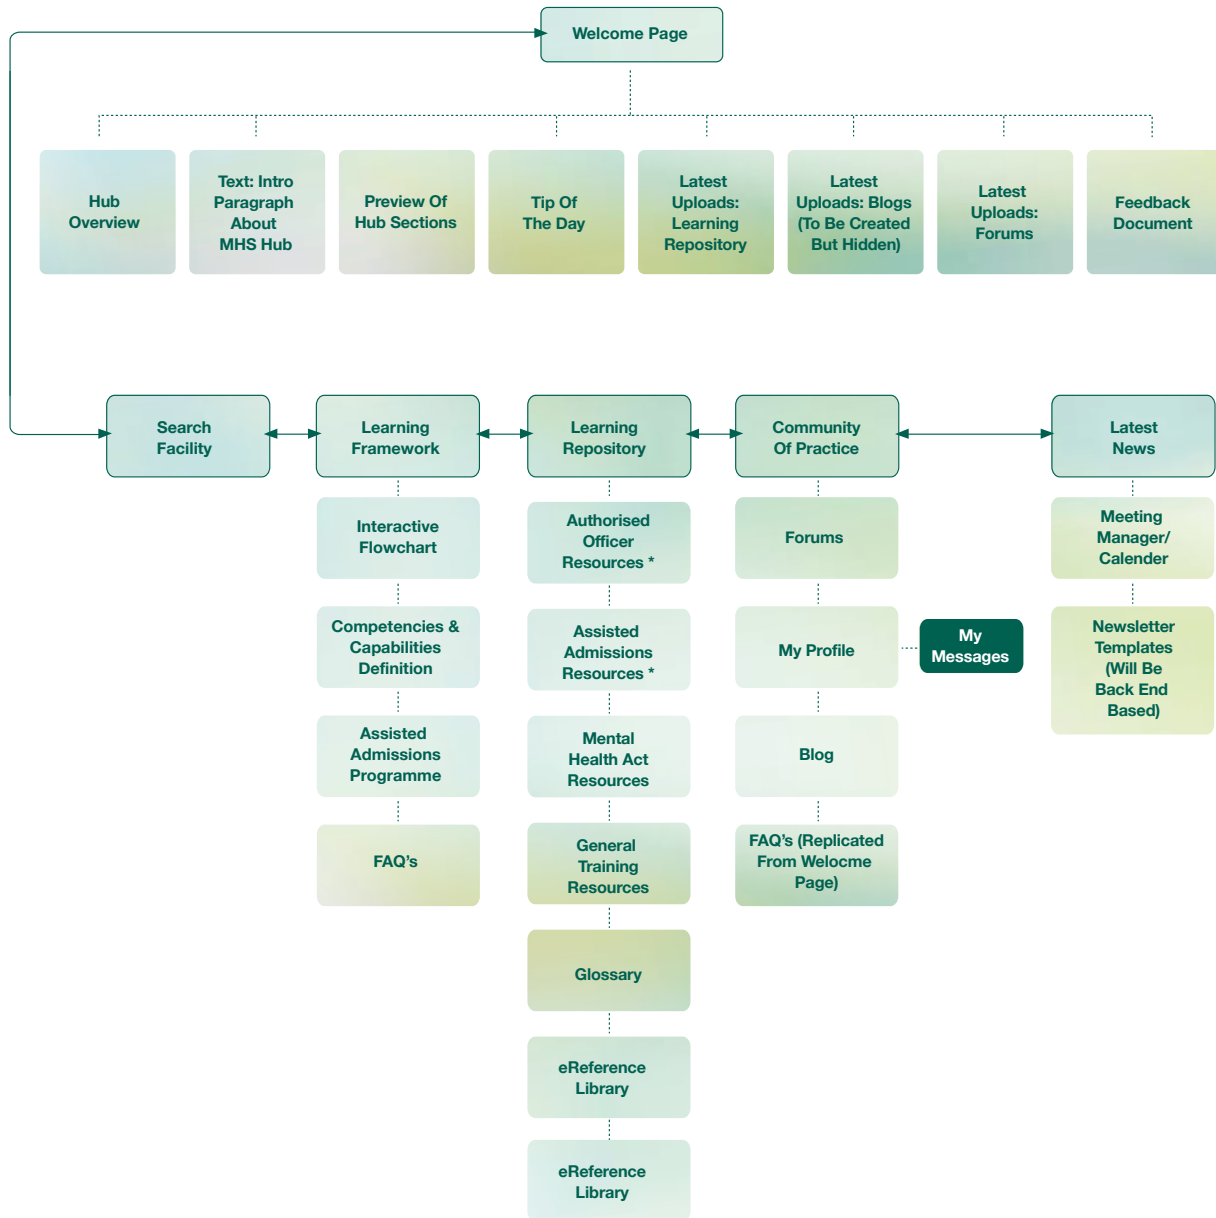 Welcome Page
Hub
Overview
Text: Intro
Paragraph
About
MHS Hub
Preview Of
Hub Sections
Tip Of
The Day
Latest
Uploads:
Learning
Repository
Latest
Uploads: Blogs
(To Be Created
But Hidden)
Latest
Uploads:
Forums
Feedback
Document
Search
Facility
Learning
Framework
Learning
Repository
Community
Of Practice
Latest
News
Interactive
Flowchart
Competencies &
Capabilities
Definition
Assisted
Admissions
Programme
FAQ’s
Authorised
Officer
Resources *
Assisted
Admissions
Resources *
Mental
Health Act
Resources
General
Training
Resources
Glossary
eReference
Library
eReference
Library
Forums
My Profile
My
Messages
Blog
FAQ’s (Replicated
From Welocme
Page)
Meeting
Manager/
Calender
Newsletter
Templates
(Will Be
Back End
Based)